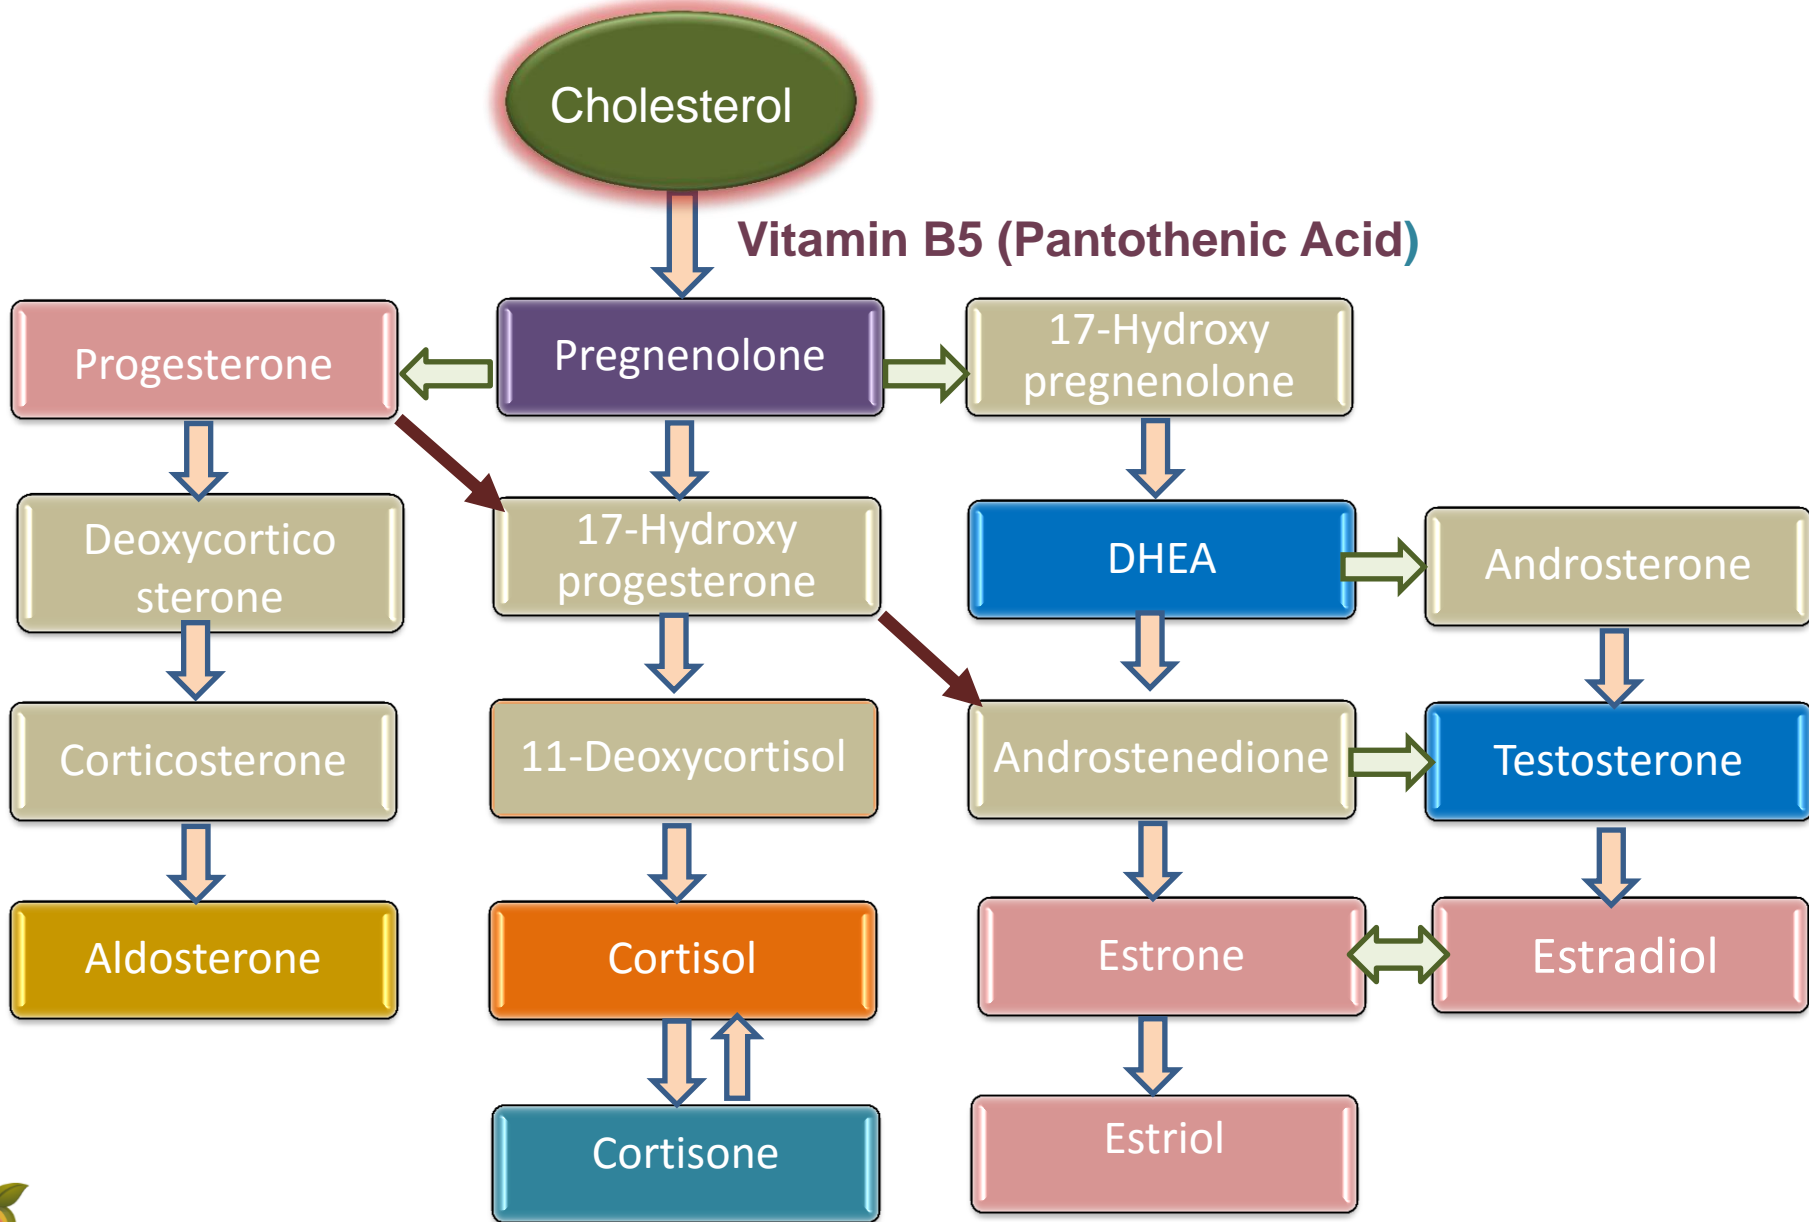 Cholesterol
Vitamin B5 (Pantothenic Acid)
Progesterone
Pregnenolone
17-Hydroxy
pregnenolone
Deoxycortico
sterone
17-Hydroxy
progesterone
DHEA
Androsterone
Corticosterone
11-Deoxycortisol
Androstenedione
Testosterone
Aldosterone
Cortisol
Estrone
Estradiol
Cortisone
Estriol